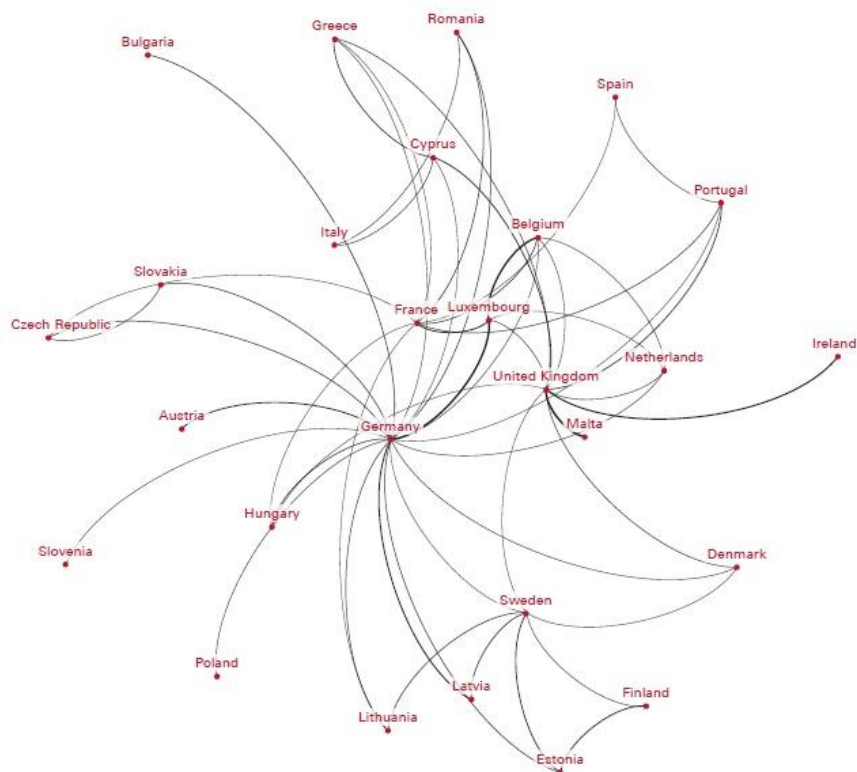 Romania
Greece
Bulgaria
Spain
Cyprus
Portugal
Belgium
Italy
Slovakia
France
Luxembourg
Czech Republic
Ireland
Netherlands
United Kingdom
Austria
Germany
Malta
Hungary
Slovenia
Denmark
Sweden
Poland
Latvia
Finland
Lithuania
Estonia